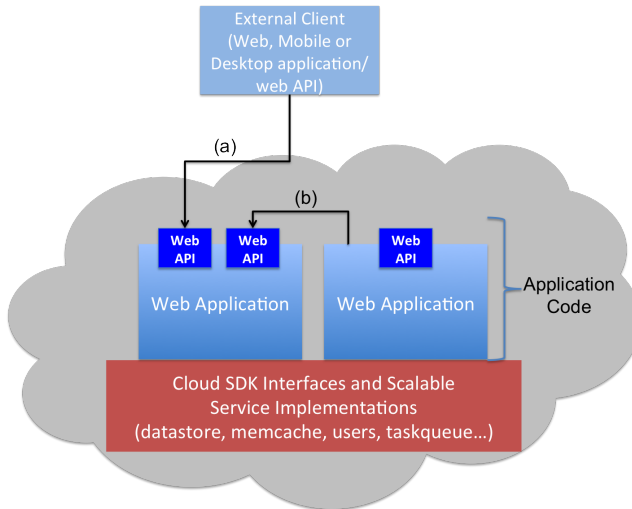 External Client
(Web, Mobile or
Desktop application/
web API)
(a)
(b)
Web
API
Web
API
Web
API
Web Application
Web Application
Application
Code
Cloud SDK Interfaces and Scalable
Service Implementations
(datastore, memcache, users, taskqueue…)